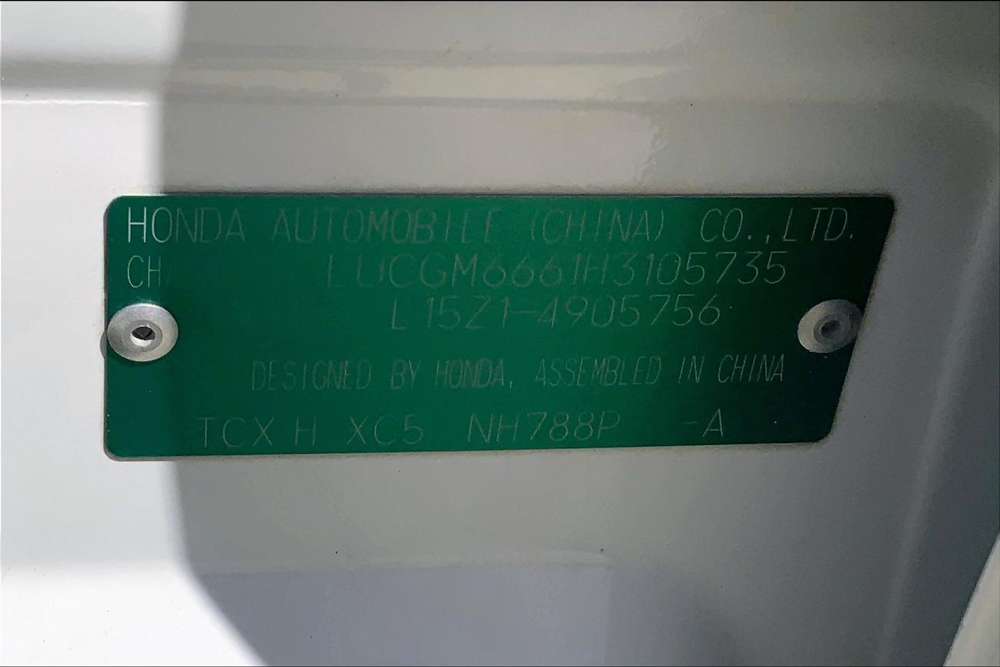 HONDA AUTOMOBILE (CHINA) CO.,LTD.
CH LUCGM6661H3105735
L15Z1-4905756
DESIGNED BY HONDA, ASSEMBLED IN CHINA
TCX H XC5 NH788P -A